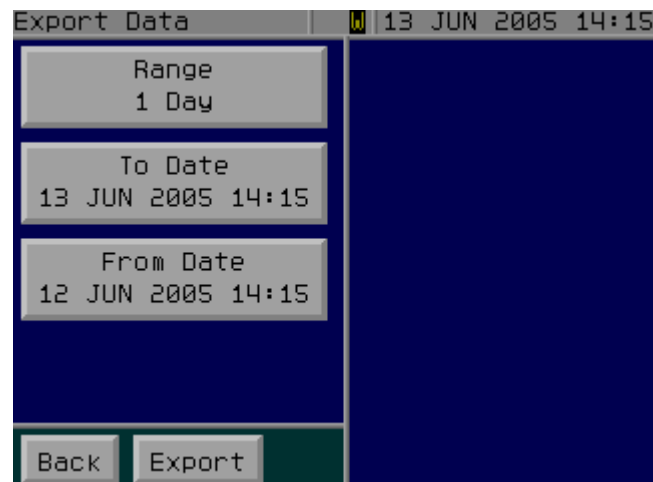 Export Data W 13 JUN 2005 14:15
Range
1 Day
To Date
13 JUN 2005 14:15
From Date
12 JUN 2005 14:15
Back Export